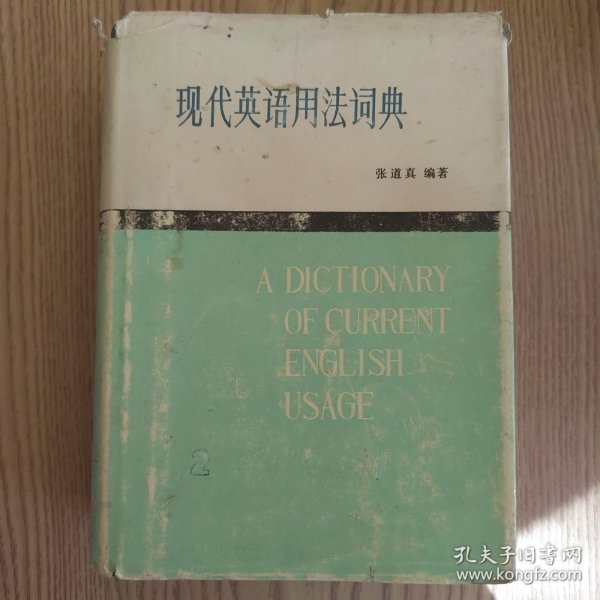 现代英语用法词典
张道真 编著
A DICTIONARY
OF CURRENT
ENGLISH
USAGE
2
孔夫子旧书网
www.kongfz.com